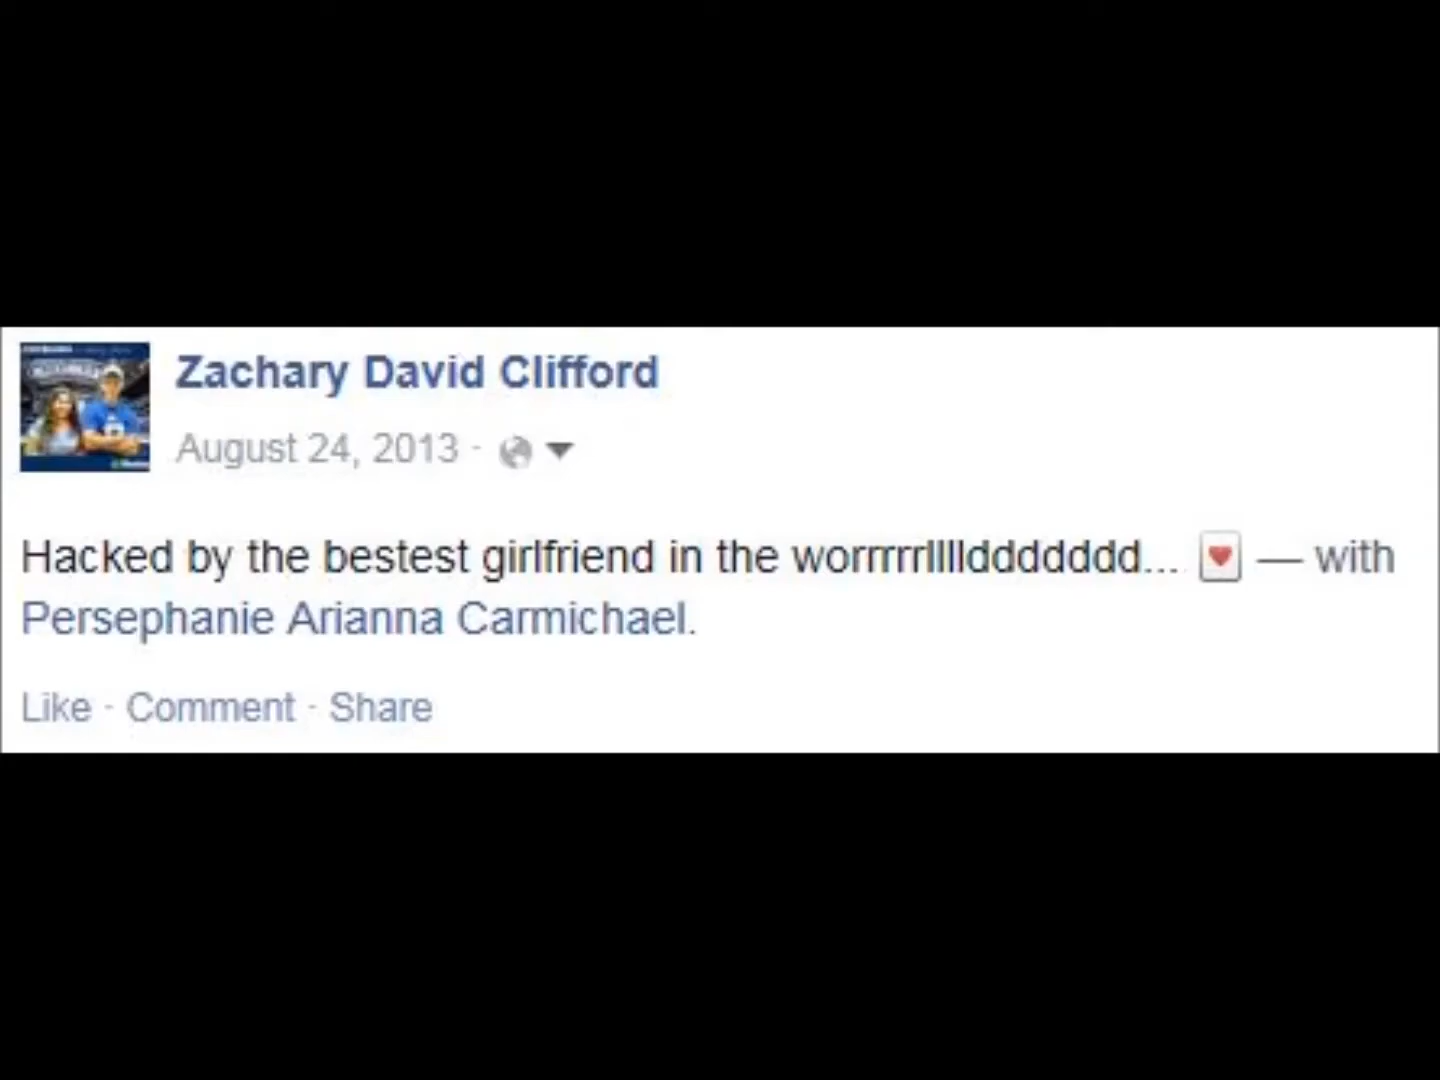 Zachary David Clifford
August 24, 2013 ·
Hacked by the bestest girlfriend in the worrrrrlllldddddddd... — with
Persephanie Arianna Carmichael.
Like · Comment · Share